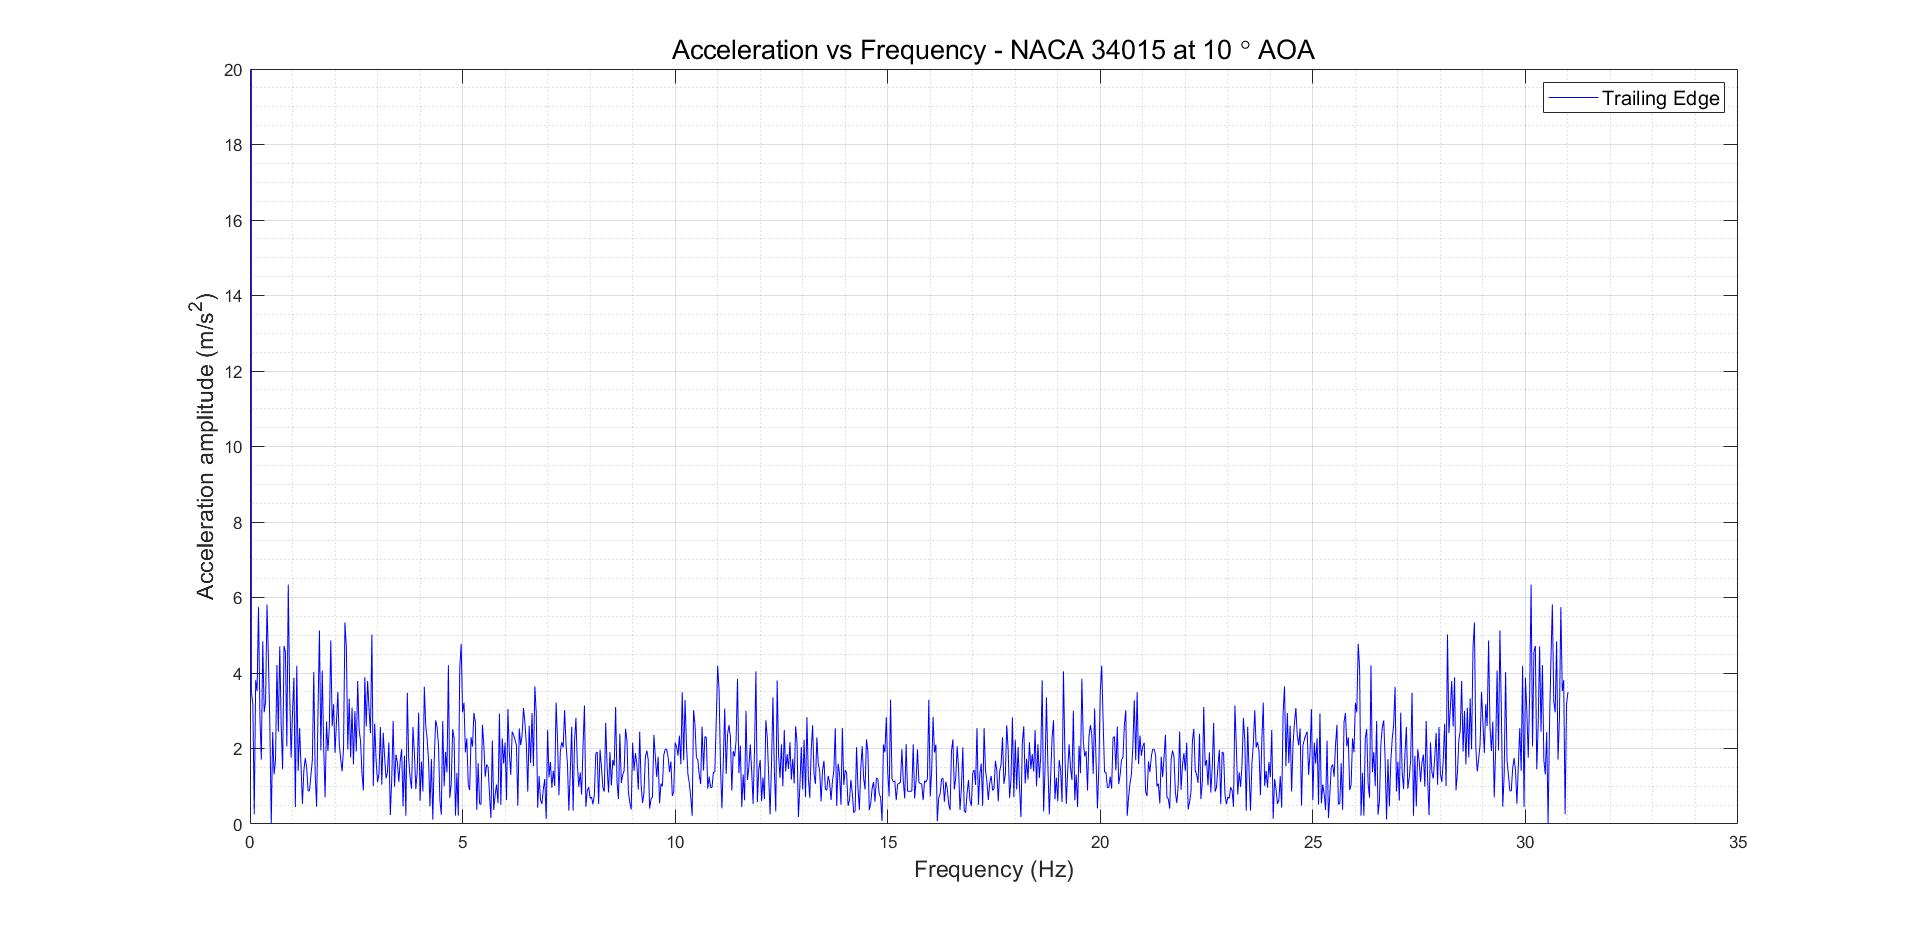 Acceleration vs Frequency - NACA 34015 at 10 ° AOA
Trailing Edge
Acceleration amplitude (m/s²)
20
18
16
14
12
10
8
6
4
2
0
0 5 10 15 20 25 30 35
Frequency (Hz)